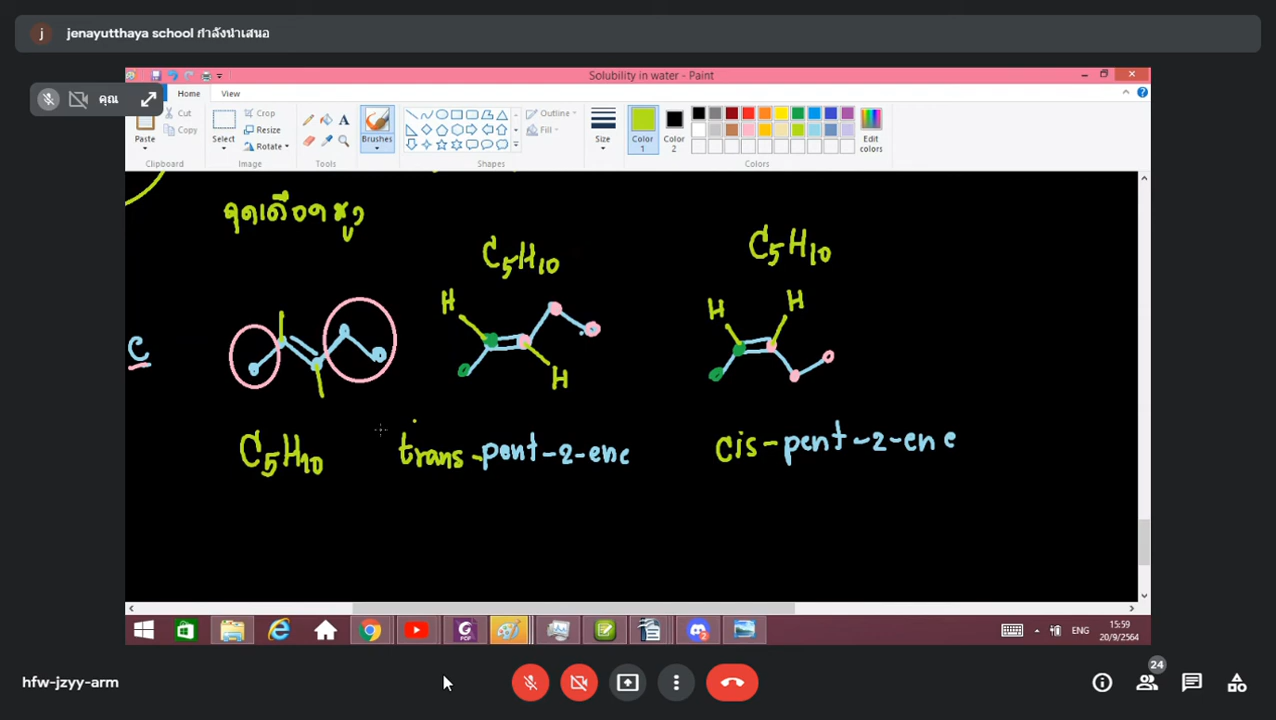 j jenayutthaya school กำลังนำเสนอ
Solubility in water - Paint
คุณ
Home View
Cut
Copy
Paste
Clipboard
Select
Crop
Resize
Rotate
Image
Tools
Brushes
Outline
Fill
Shapes
Size
Color 1
Color 2
Edit colors
Colors
จุดเดือดสูง
C5H10
C5H10
H
H
H
H
C
C5H10
trans-pent-2-ene
cis-pent-2-ene
ENG
15:59
20/9/2564
hfw-jzyy-arm
24